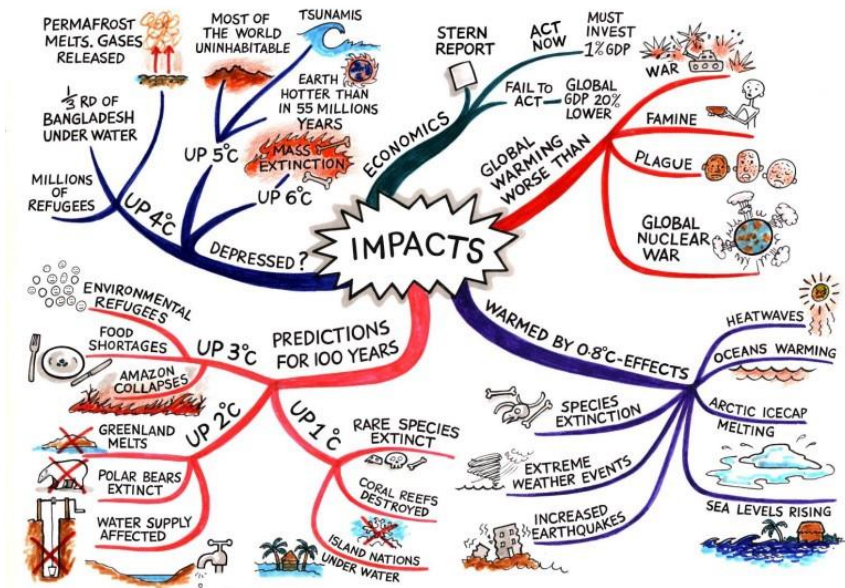 IMPACTS
ECONOMICS
STERN
REPORT
ACT
NOW
MUST
INVEST
1% GDP
FAIL TO
ACT
GLOBAL
GDP 20%
LOWER
GLOBAL
WARMING
WORSE THAN
WAR
FAMINE
PLAGUE
GLOBAL
NUCLEAR
WAR
WARMED BY 0.8°C-EFFECTS
HEATWAVES
OCEANS WARMING
ARCTIC ICECAP
MELTING
SEA LEVELS RISING
SPECIES
EXTINCTION
EXTREME
WEATHER EVENTS
INCREASED
EARTHQUAKES
PREDICTIONS
FOR 100 YEARS
UP 1°C
RARE SPECIES
EXTINCT
CORAL REEFS
DESTROYED
ISLAND NATIONS
UNDER WATER
UP 2°C
GREENLAND
MELTS
POLAR BEARS
EXTINCT
WATER SUPPLY
AFFECTED
UP 3°C
ENVIRONMENTAL
REFUGEES
FOOD
SHORTAGES
AMAZON
COLLAPSES
DEPRESSED?
UP 4°C
MILLIONS
OF
REFUGEES
1/3 RD OF
BANGLADESH
UNDER WATER
PERMAFROST
MELTS. GASES
RELEASED
UP 5°C
MOST OF
THE WORLD
UNINHABITABLE
TSUNAMIS
EARTH
HOTTER THAN
IN 55 MILLIONS
YEARS
UP 6°C
MASS
EXTINCTION